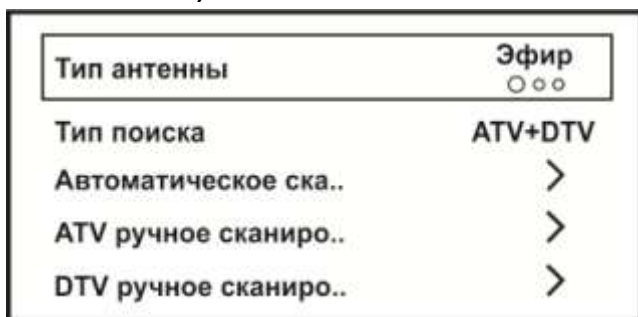 Тип антенны Эфир
Тип поиска ATV+DTV
Автоматическое ска..
ATV ручное сканиро..
DTV ручное сканиро..